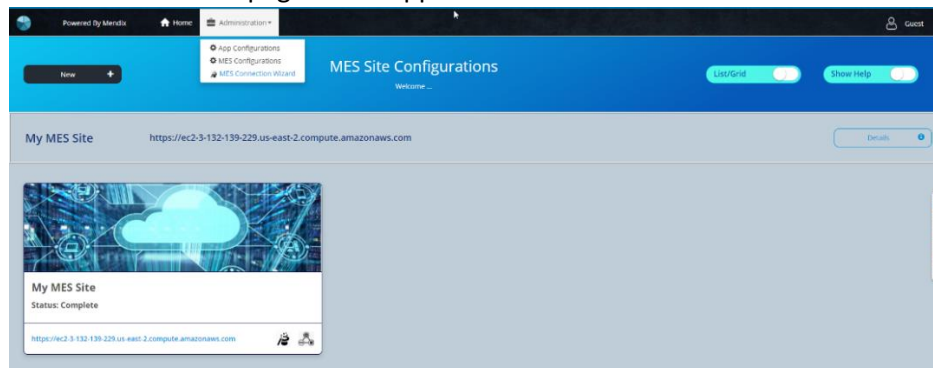 Powered By Mendix Home Administration Guest
App Configurations
MES Configurations
MES Connection Wizard
New +
MES Site Configurations
Welcome ...
List/Grid
Show Help
My MES Site https://ec2-3-132-139-229.us-east-2.compute.amazonaws.com Details
My MES Site
Status: Complete
https://ec2-3-132-139-229.us-east-2.compute.amazonaws.com